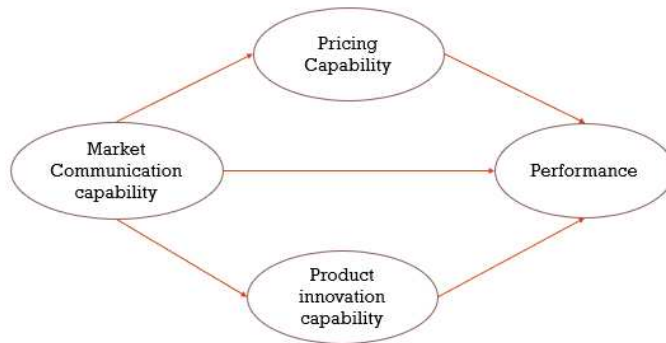 Pricing
Capability
Market
Communication
capability
Performance
Product
innovation
capability